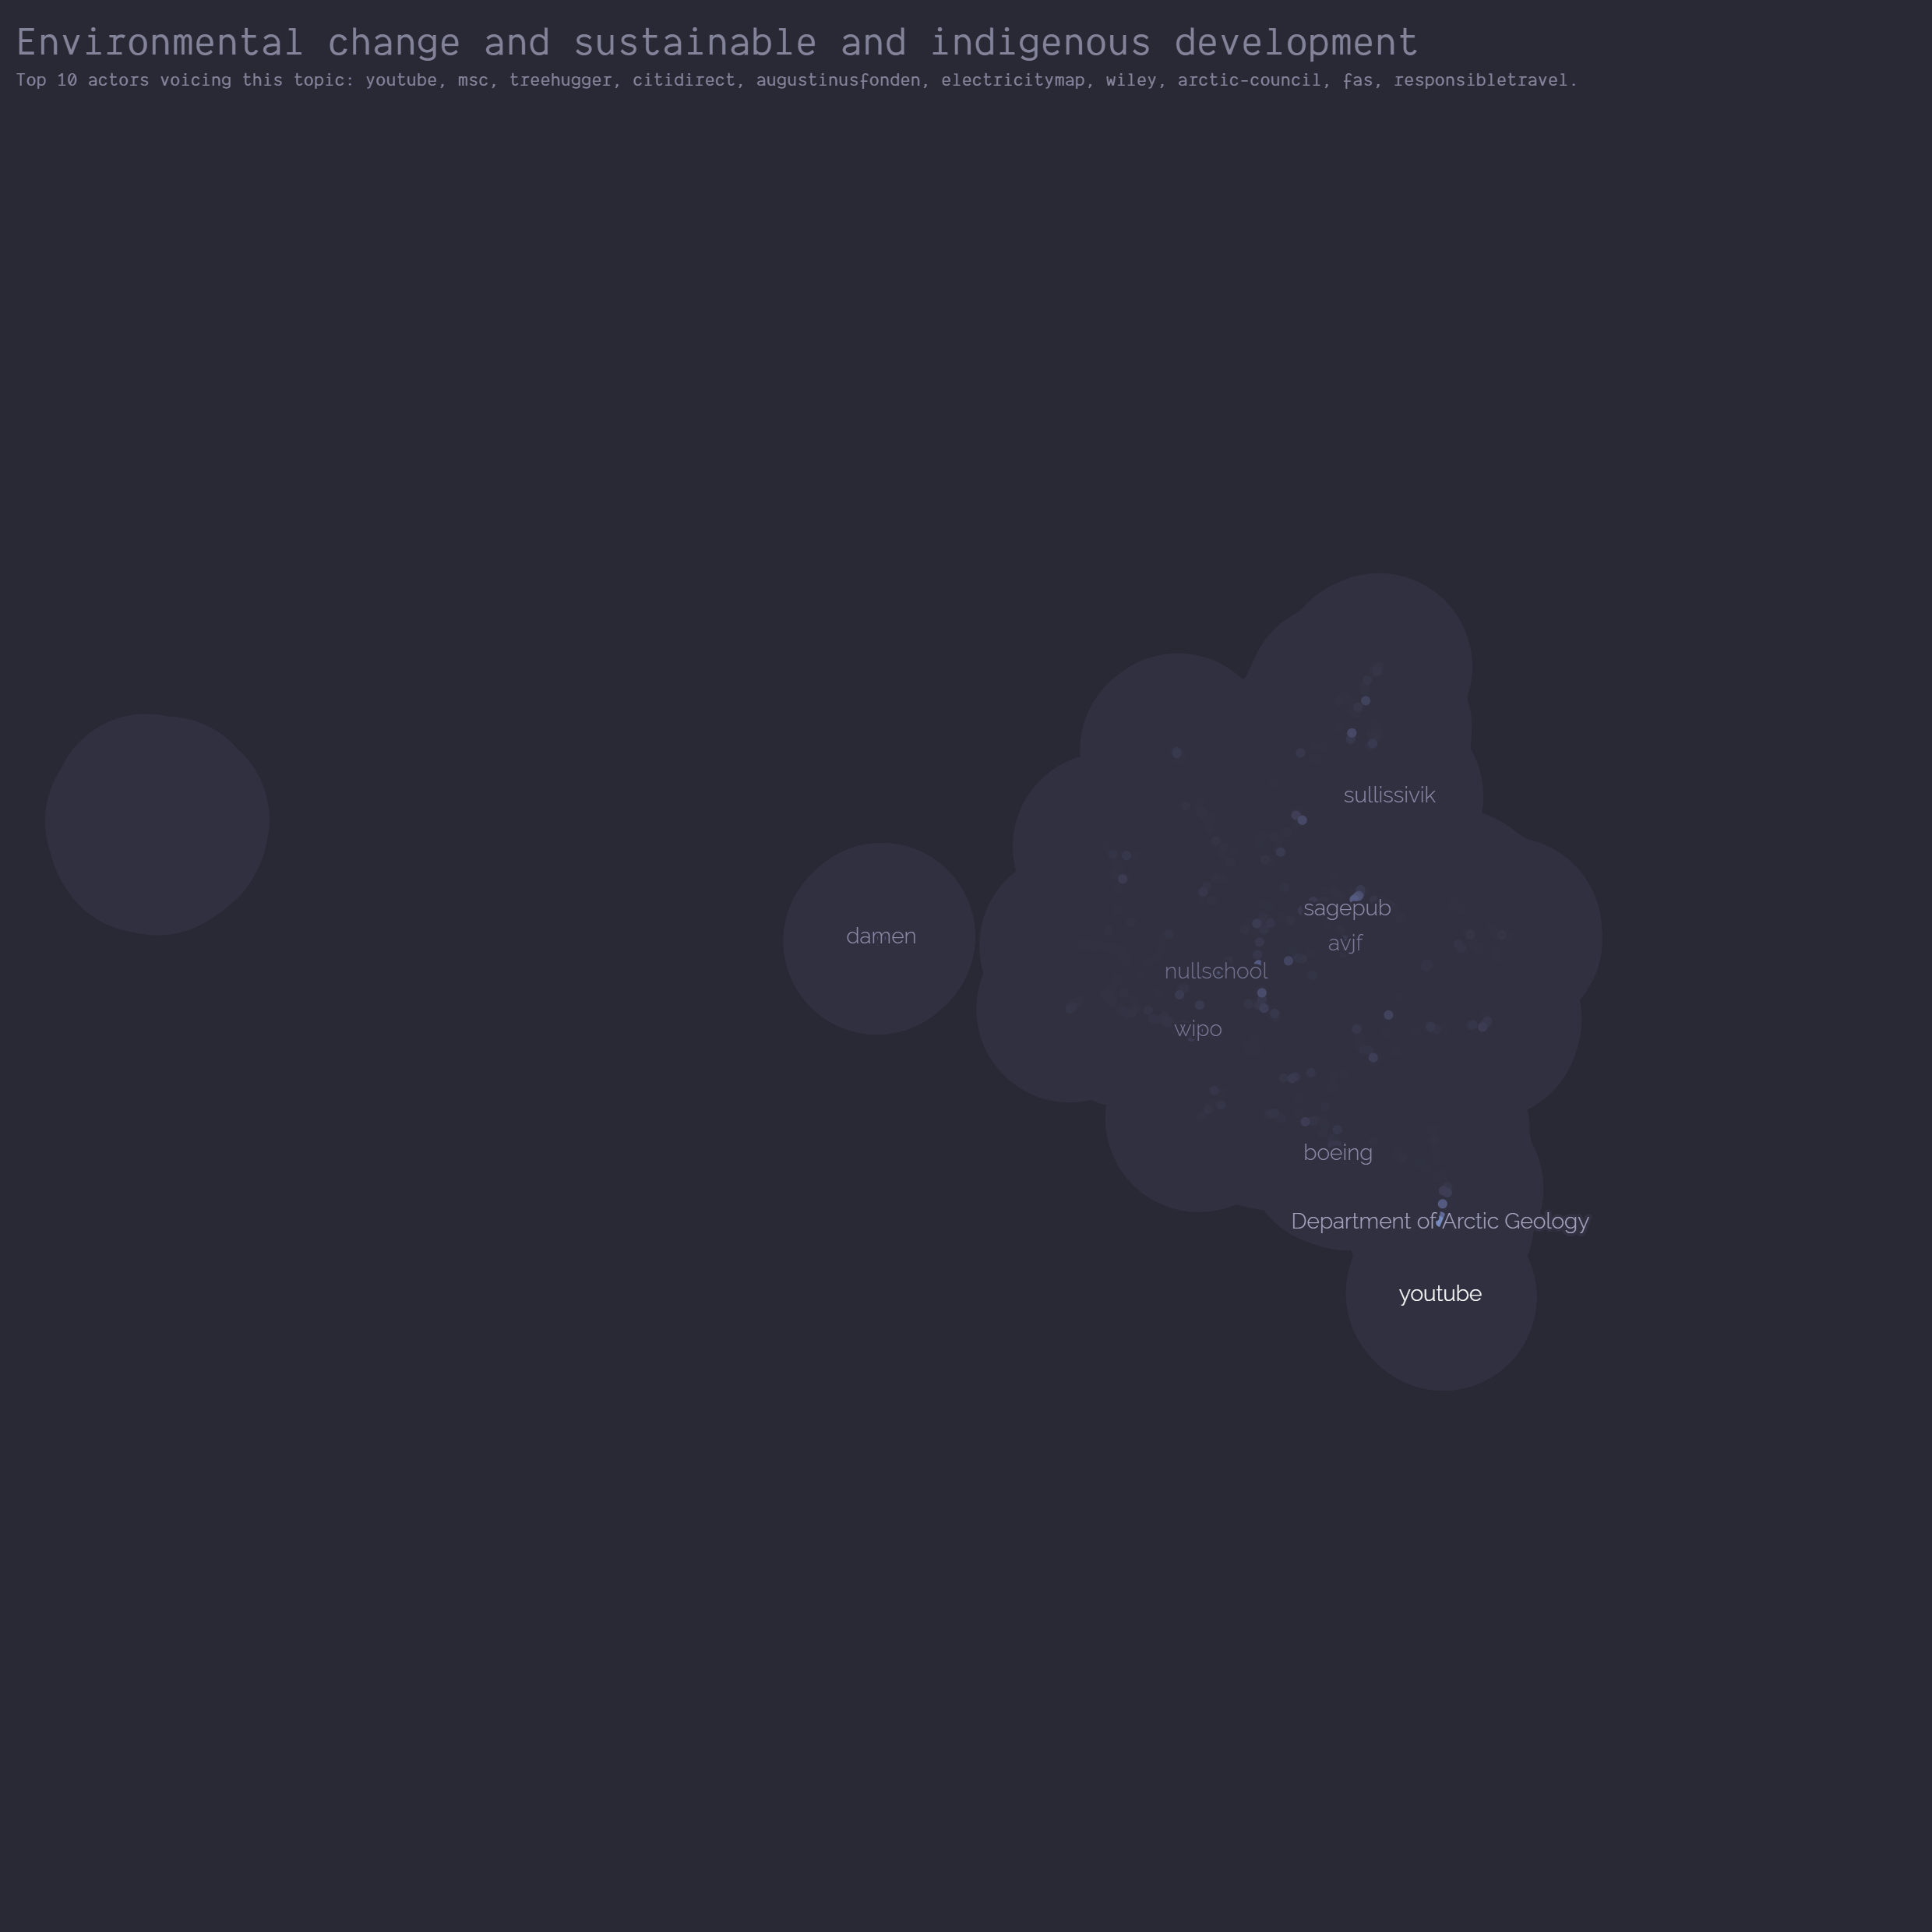 Environmental change and sustainable and indigenous development
Top 10 actors voicing this topic: youtube, msc, treehugger, citidirect, augustinusfonden, electricitymap, wiley, arctic-council, fas, responsibletravel.
sullissivik
sagepub
damen
avjf
nullschool
wipo
boeing
Department of Arctic Geology
youtube